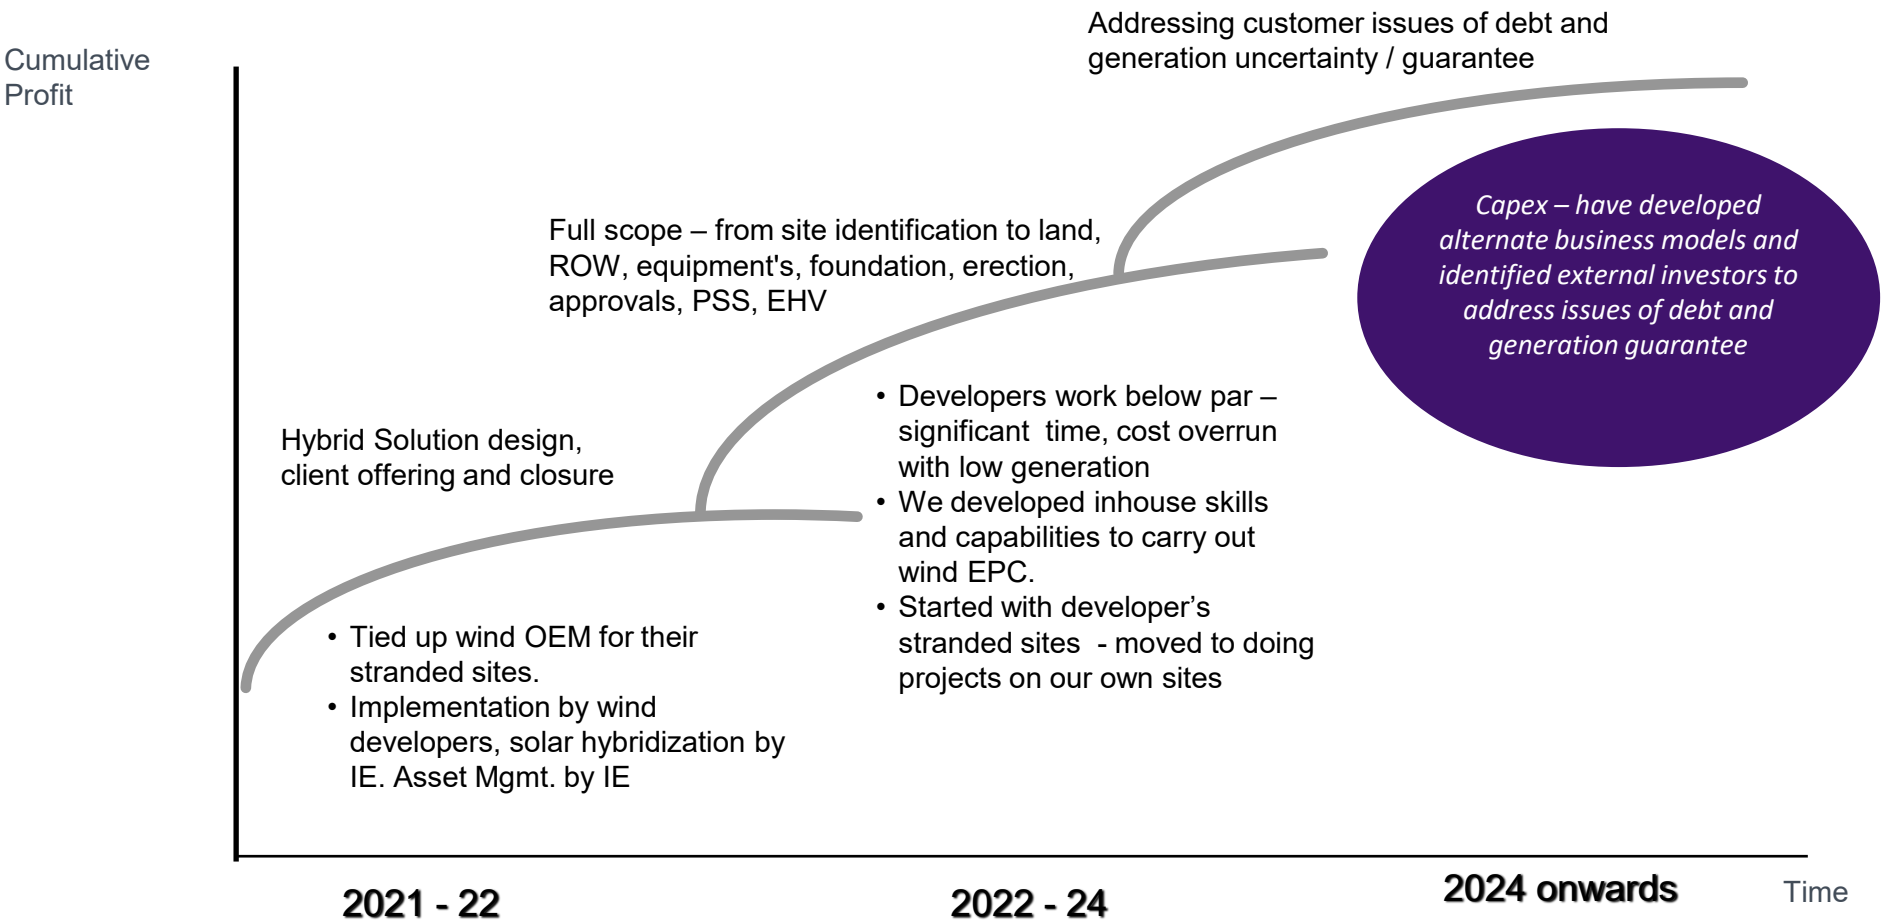 Cumulative
Profit
Addressing customer issues of debt and
generation uncertainty / guarantee
Capex – have developed
alternate business models and
identified external investors to
address issues of debt and
generation guarantee
Full scope – from site identification to land,
ROW, equipment's, foundation, erection,
approvals, PSS, EHV
• Developers work below par –
significant time, cost overrun
with low generation
• We developed inhouse skills
and capabilities to carry out
wind EPC.
• Started with developer’s
stranded sites - moved to doing
projects on our own sites
Hybrid Solution design,
client offering and closure
• Tied up wind OEM for their
stranded sites.
• Implementation by wind
developers, solar hybridization by
IE. Asset Mgmt. by IE
2021 - 22
2022 - 24
2024 onwards
Time